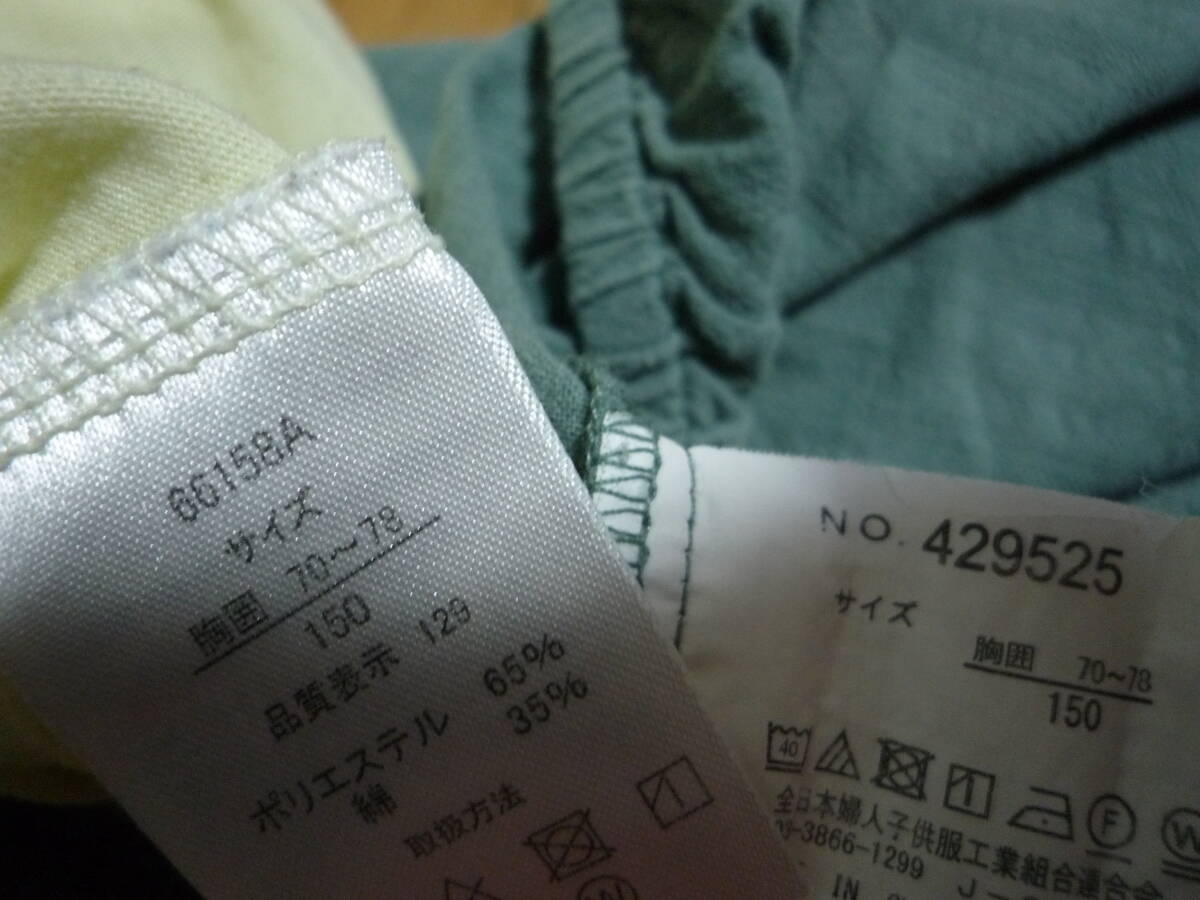 66158A
サイズ
胸囲 70~78
150
品質表示 129
ポリエステル 65%
綿 35%
取扱方法
NO. 429525
サイズ
胸囲 70~78
150
40
F
W
全日本婦人子供服工業組合連合会
3866-1299
IN